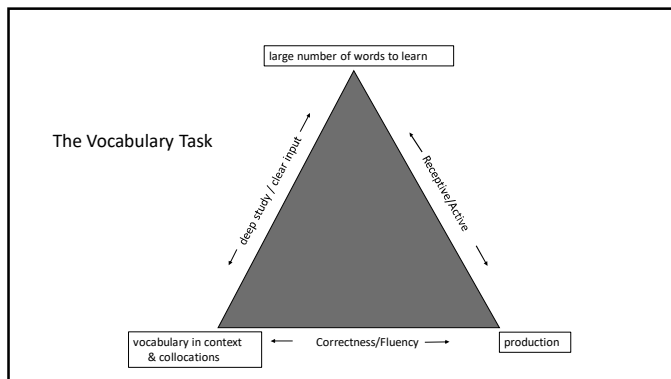 large number of words to learn
The Vocabulary Task
deep study / clear input
Receptive/Active
vocabulary in context
& collocations
Correctness/Fluency
production